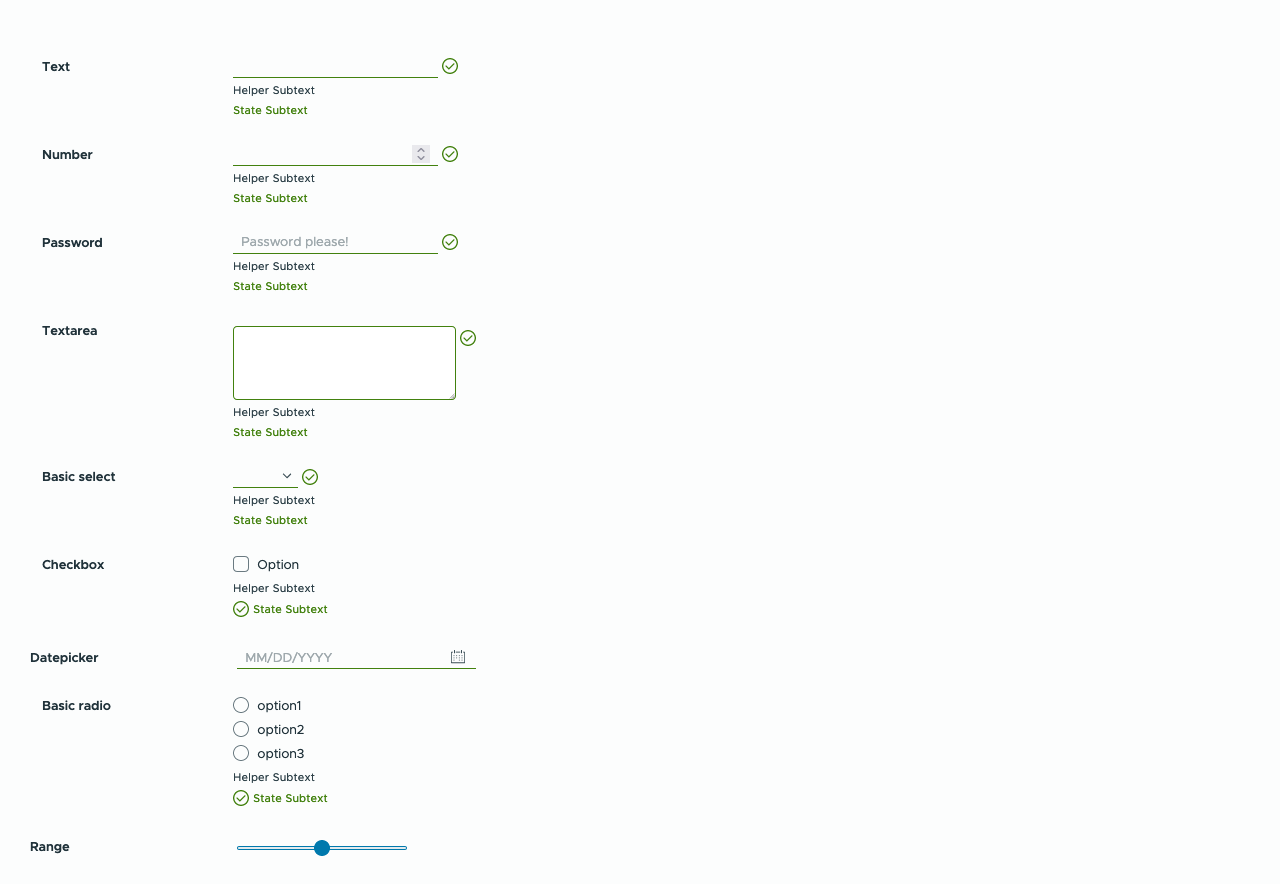 Text
Helper Subtext
State Subtext
Number
Helper Subtext
State Subtext
Password
Password please!
Helper Subtext
State Subtext
Textarea
Helper Subtext
State Subtext
Basic select
Helper Subtext
State Subtext
Checkbox
Option
Helper Subtext
State Subtext
Datepicker
MM/DD/YYYY
Basic radio
option1
option2
option3
Helper Subtext
State Subtext
Range